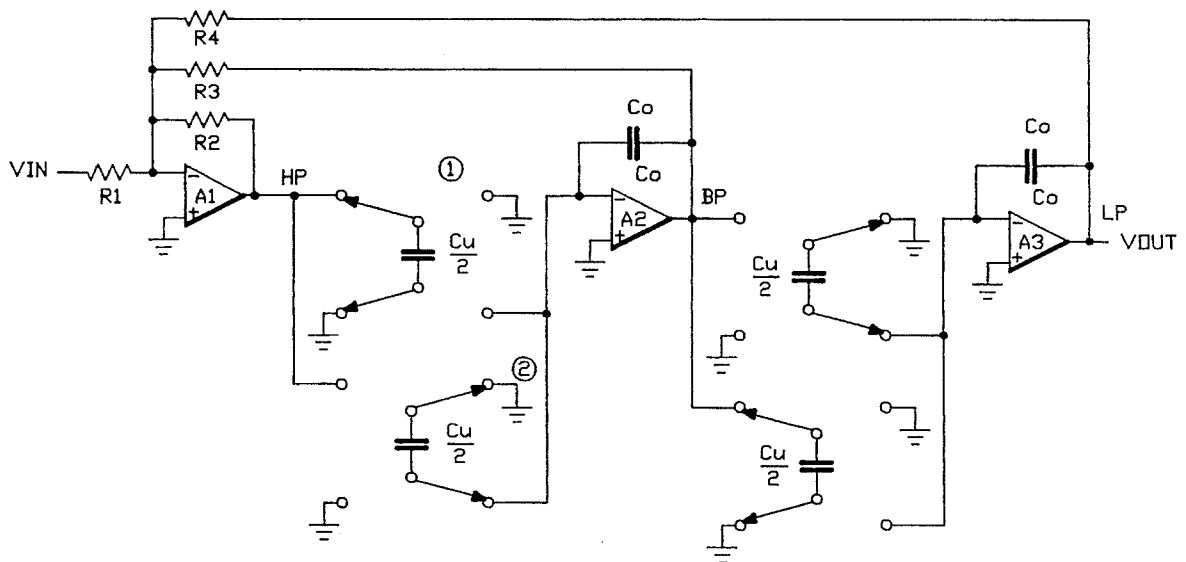 R4
R3
R2
VIN
R1
-
+
A1
HP
①
Cu
2
②
Cu
2
Co
Co
-
+
A2
BP
Cu
2
Cu
2
Co
Co
-
+
A3
LP
VOUT